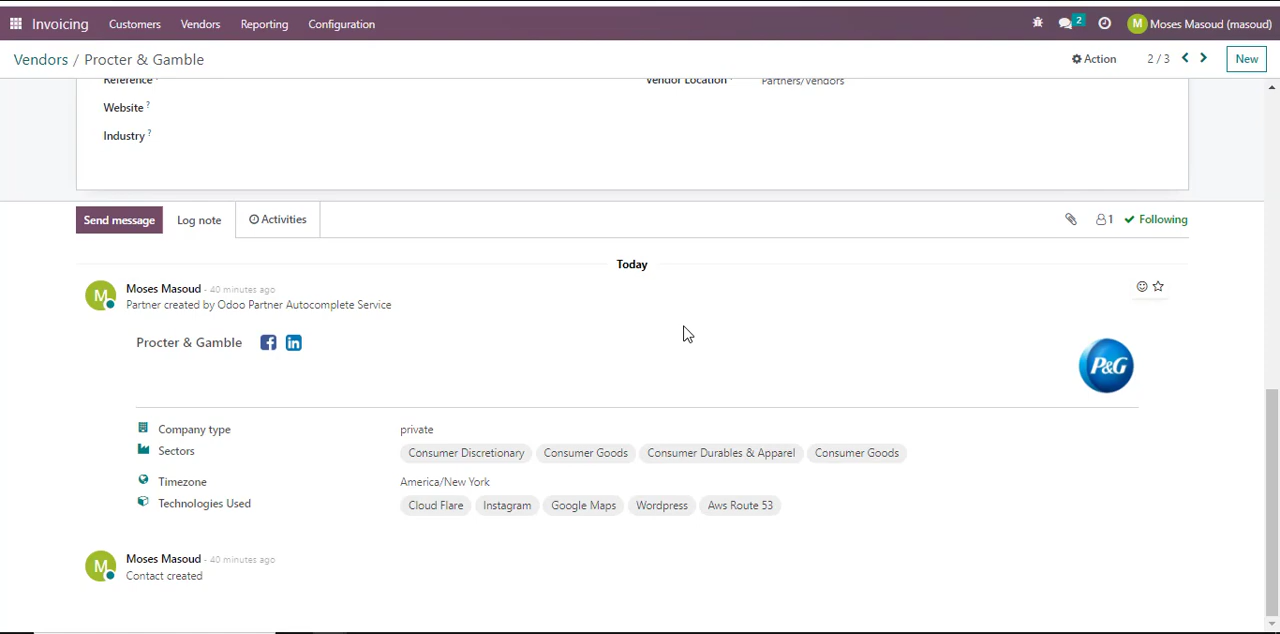 Invoicing Customers Vendors Reporting Configuration 2 M Moses Masoud (masoud)
Vendors / Procter & Gamble Action 2 / 3 New
Reference ? Vendor Location ? Partners/Vendors
Website ?
Industry ?
Send message Log note Activities 1 Following
Today
M Moses Masoud - 40 minutes ago
Partner created by Odoo Partner Autocomplete Service
Procter & Gamble f in
P&G
Company type private
Sectors Consumer Discretionary Consumer Goods Consumer Durables & Apparel Consumer Goods
Timezone America/New York
Technologies Used Cloud Flare Instagram Google Maps Wordpress Aws Route 53
M Moses Masoud - 40 minutes ago
Contact created